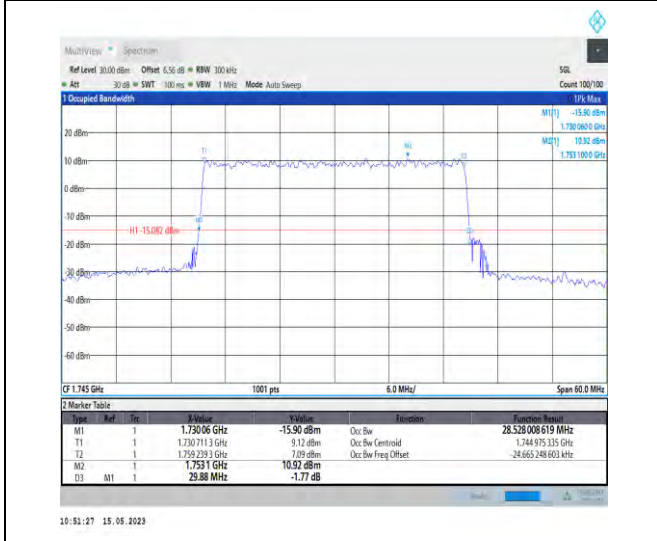 MultiView Spectrum
Ref Level 30.00 dBm Offset 6.56 dB RBW 300 kHz SGL
Att 30 dB SWT 100 ms VBW 1 MHz Mode Auto Sweep Count 100/100
1 Occupied Bandwidth 1Pk Max
M1[1] -15.90 dBm
1.730 060 0 GHz
M2[1] 10.92 dBm
1.753 100 0 GHz
20 dBm
T1 M2 T2
10 dBm
0 dBm
-10 dBm
M1
H1 -15.082 dBm
-30 dBm
-40 dBm
-50 dBm
-60 dBm
CF 1.745 GHz 1001 pts 6.0 MHz/ Span 60.0 MHz
2 Marker Table
Type Ref Trc X-Value Y-Value Function Function Result
M1 1 1.73006 GHz -15.90 dBm Occ Bw 28.528 008 619 MHz
T1 1 1.730 711 3 GHz 9.12 dBm Occ Bw Centroid 1.744 975 335 GHz
T2 1 1.759 239 3 GHz 7.09 dBm Occ Bw Freq Offset -24.665 248 603 kHz
M2 1 1.7531 GHz 10.92 dBm
D3 M1 1 29.88 MHz -1.77 dB
10:51:27 15.05.2023